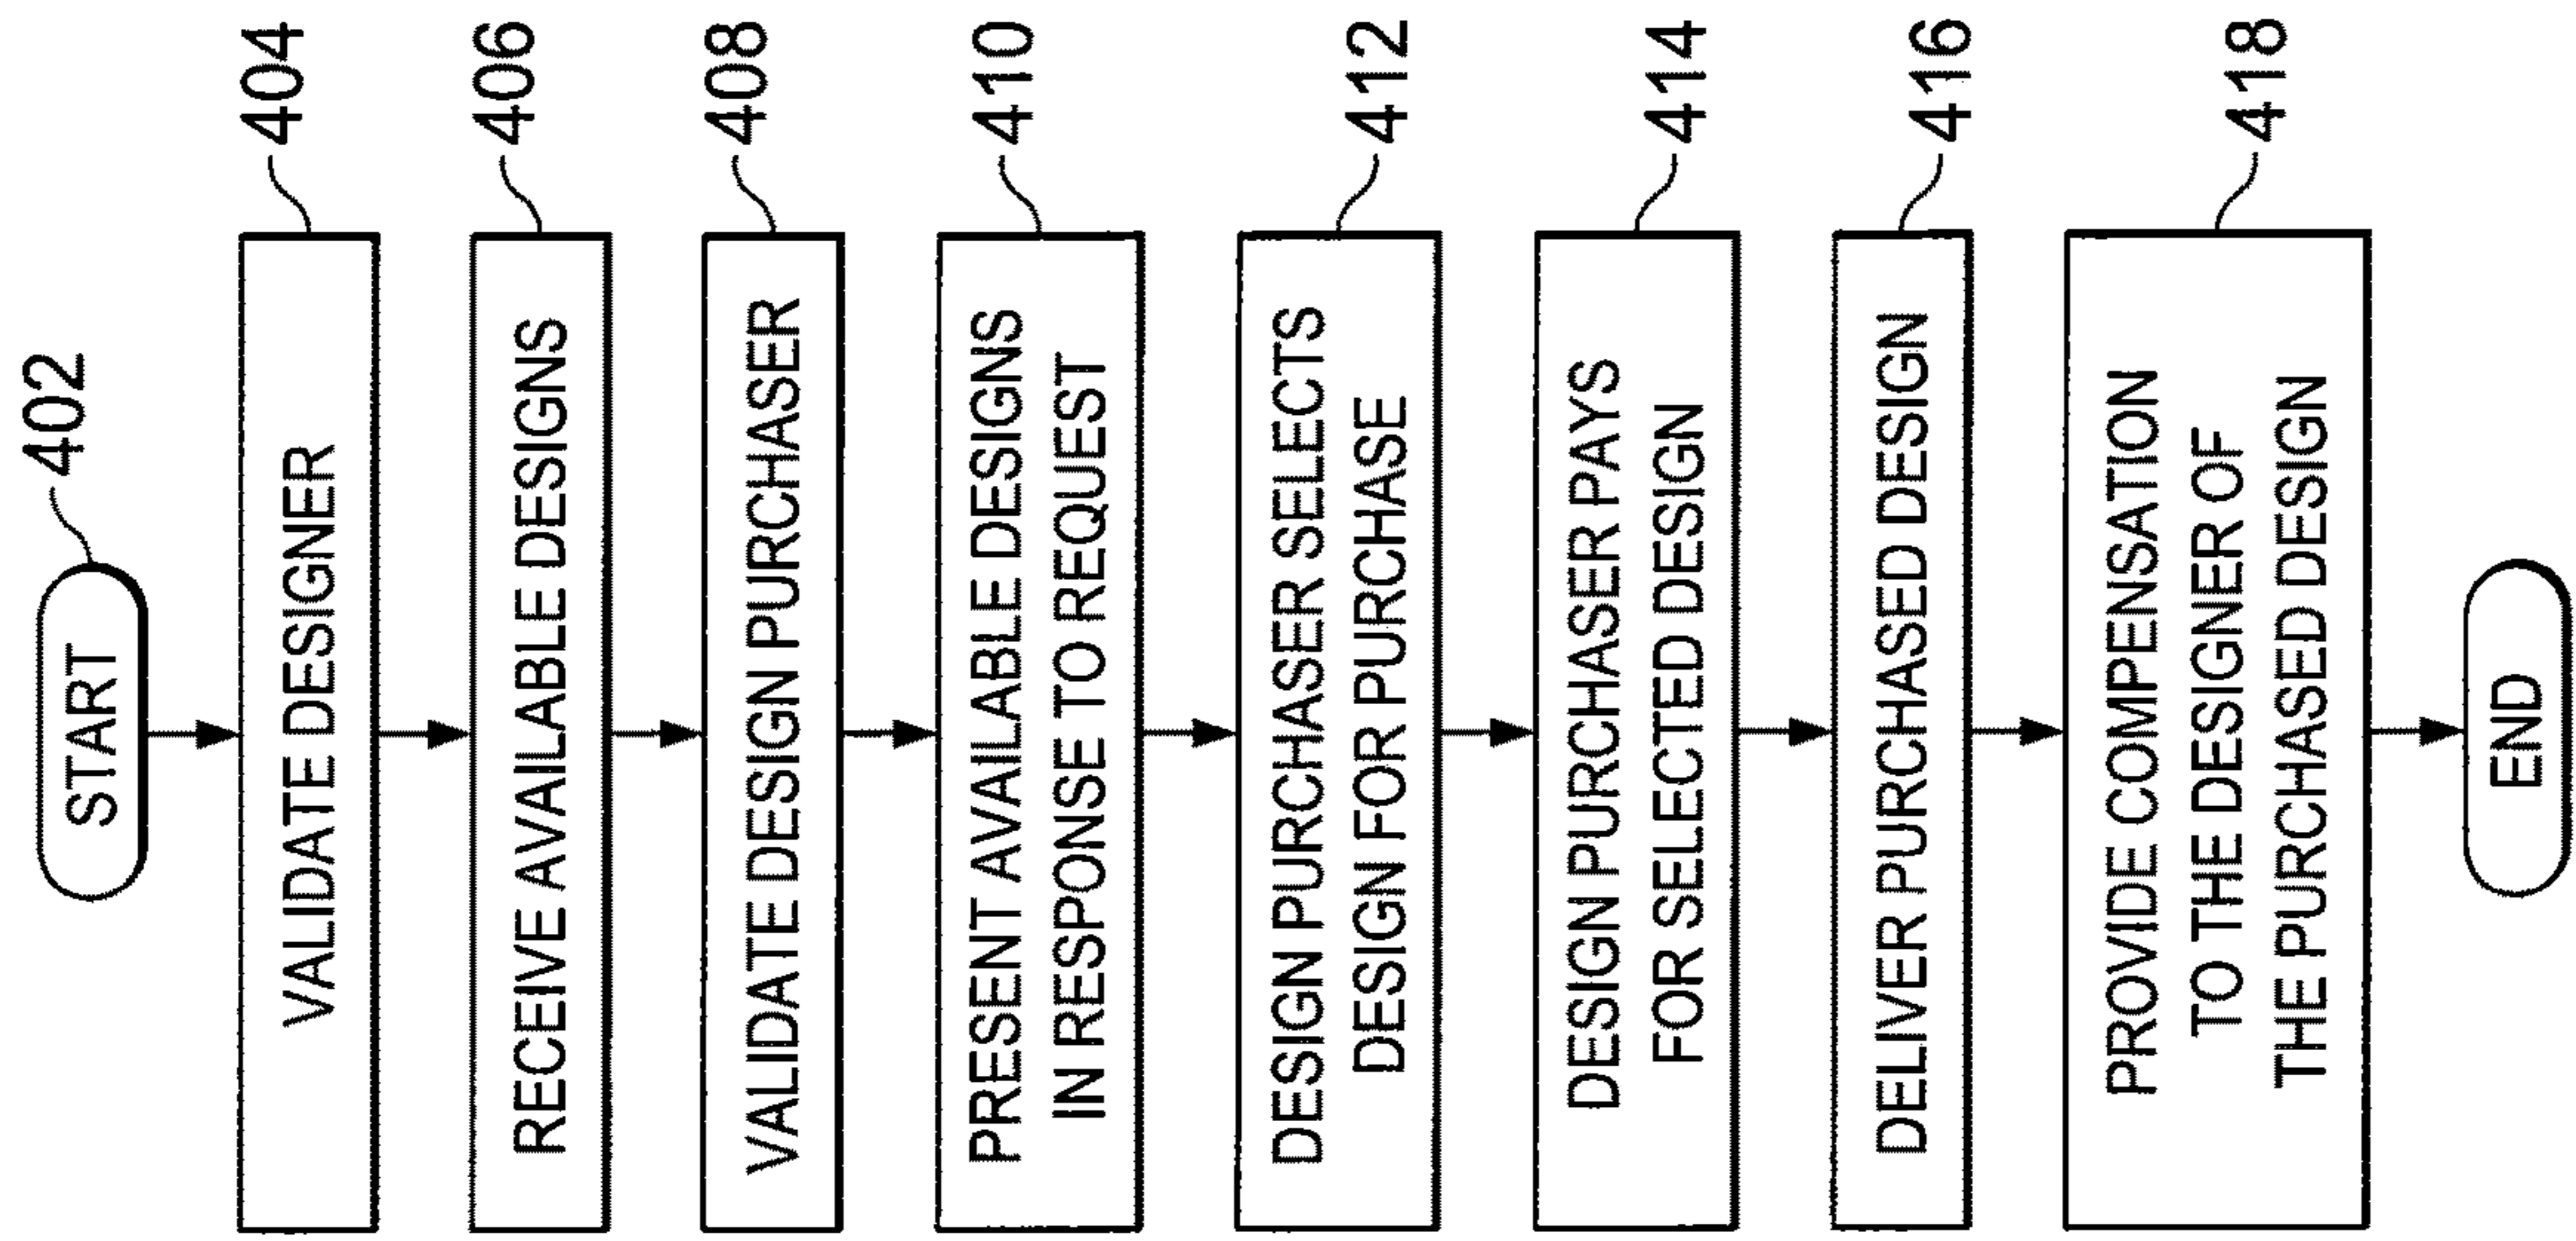 START
402
VALIDATE DESIGNER
404
RECEIVE AVAILABLE DESIGNS
406
VALIDATE DESIGN PURCHASER
408
PRESENT AVAILABLE DESIGNS
IN RESPONSE TO REQUEST
410
DESIGN PURCHASER SELECTS
DESIGN FOR PURCHASE
412
DESIGN PURCHASER PAYS
FOR SELECTED DESIGN
414
DELIVER PURCHASED DESIGN
416
PROVIDE COMPENSATION
TO THE DESIGNER OF
THE PURCHASED DESIGN
418
END